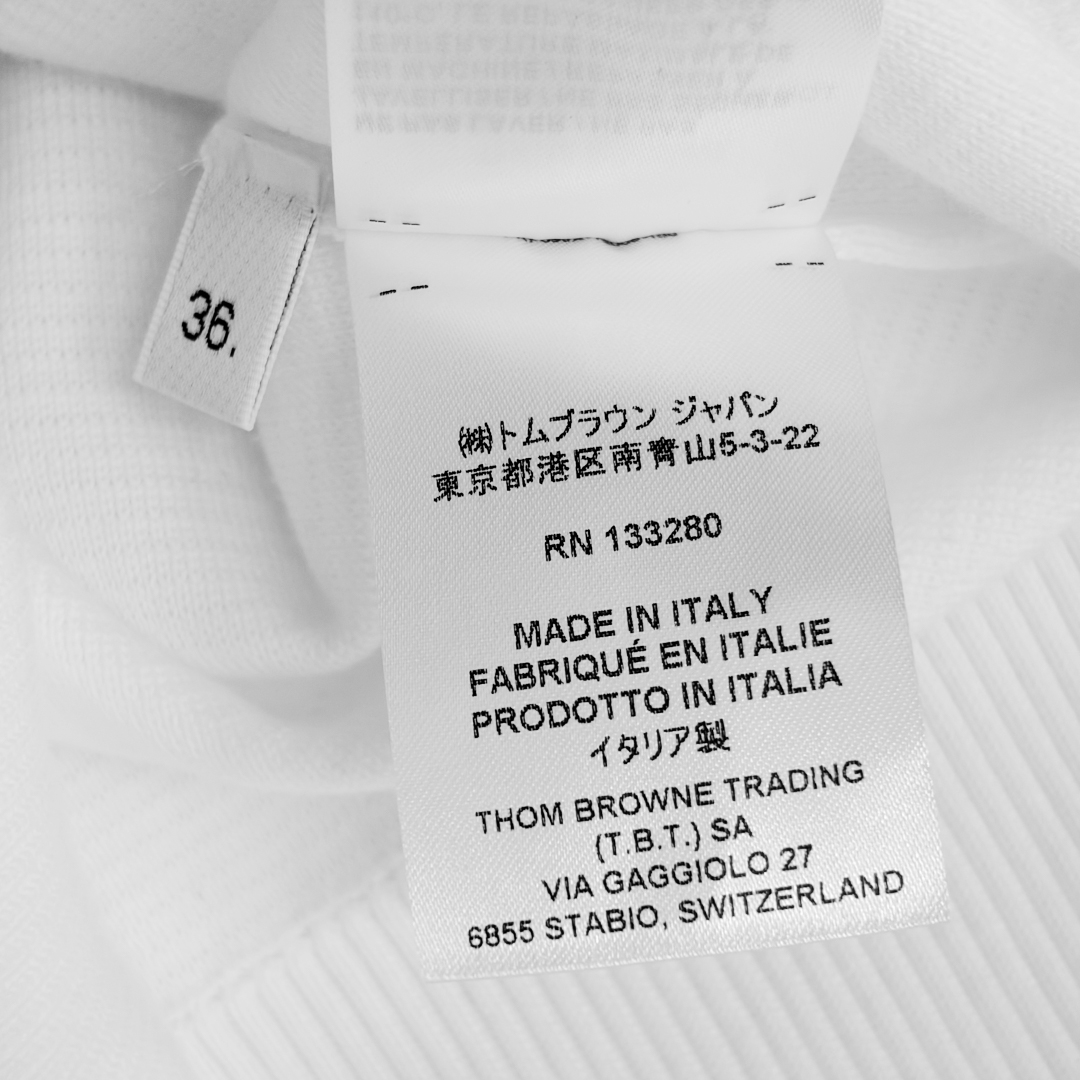 36.
㈱トムブラウン ジャパン
東京都港区南青山5-3-22
RN 133280
MADE IN ITALY
FABRIQUÉ EN ITALIE
PRODOTTO IN ITALIA
イタリア製
THOM BROWNE TRADING
(T.B.T.) SA
VIA GAGGIOLO 27
6855 STABIO, SWITZERLAND